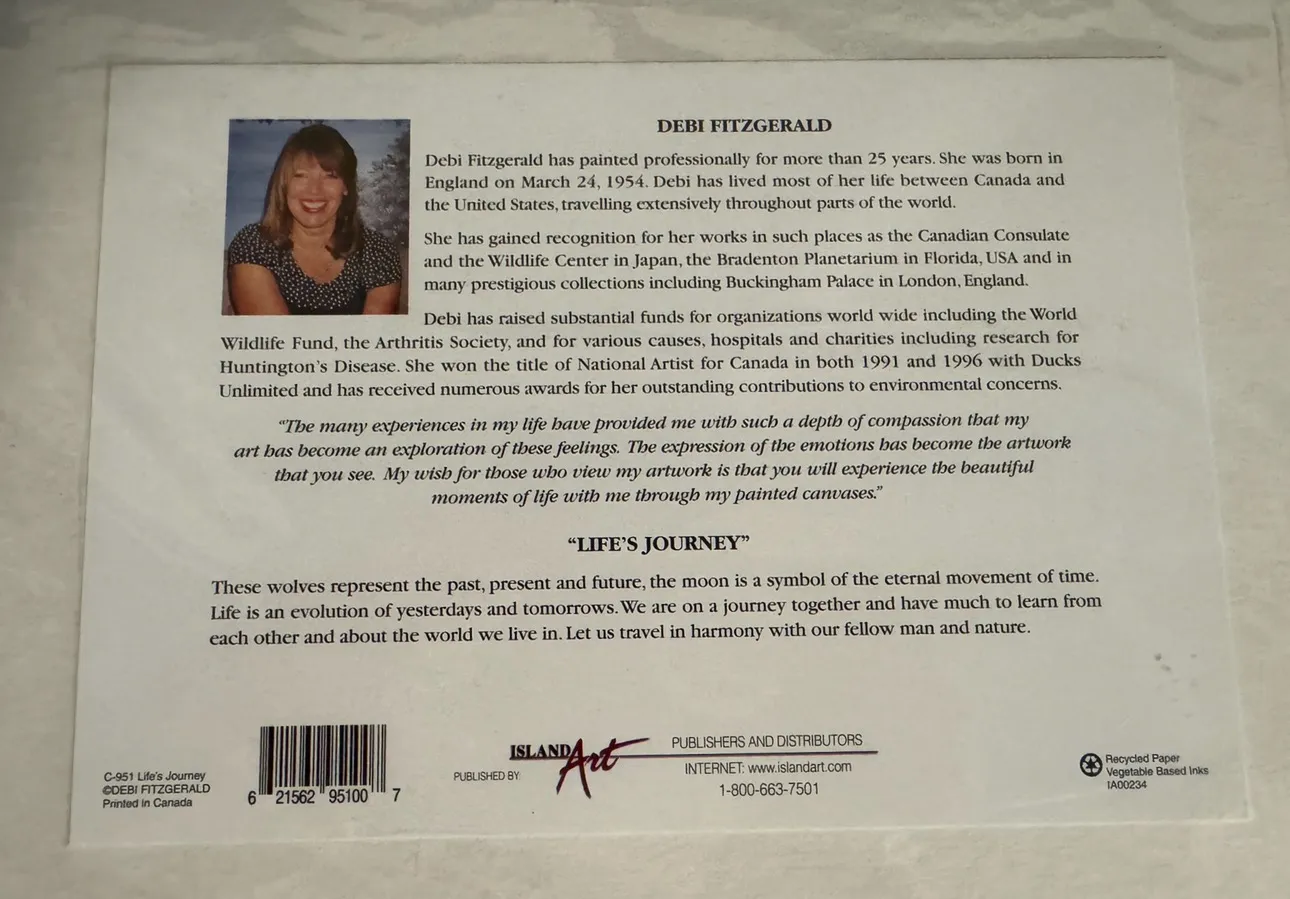 DEBI FITZGERALD
Debi Fitzgerald has painted professionally for more than 25 years. She was born in
England on March 24, 1954. Debi has lived most of her life between Canada and
the United States, travelling extensively throughout parts of the world.
She has gained recognition for her works in such places as the Canadian Consulate
and the Wildlife Center in Japan, the Bradenton Planetarium in Florida, USA and in
many prestigious collections including Buckingham Palace in London, England.
Debi has raised substantial funds for organizations world wide including the World
Wildlife Fund, the Arthritis Society, and for various causes, hospitals and charities including research for
Huntington's Disease. She won the title of National Artist for Canada in both 1991 and 1996 with Ducks
Unlimited and has received numerous awards for her outstanding contributions to environmental concerns.
"The many experiences in my life have provided me with such a depth of compassion that my
art has become an exploration of these feelings. The expression of the emotions has become the artwork
that you see. My wish for those who view my artwork is that you will experience the beautiful
moments of life with me through my painted canvases."
"LIFE'S JOURNEY"
These wolves represent the past, present and future, the moon is a symbol of the eternal movement of time.
Life is an evolution of yesterdays and tomorrows. We are on a journey together and have much to learn from
each other and about the world we live in. Let us travel in harmony with our fellow man and nature.
C-951 Life's Journey
©DEBI FITZGERALD
Printed in Canada
6 21562 95100 7
PUBLISHED BY
ISLAND Art
PUBLISHERS AND DISTRIBUTORS
INTERNET: www.islandart.com
1-800-663-7501
Recycled Paper
Vegetable Based Inks
IA00234